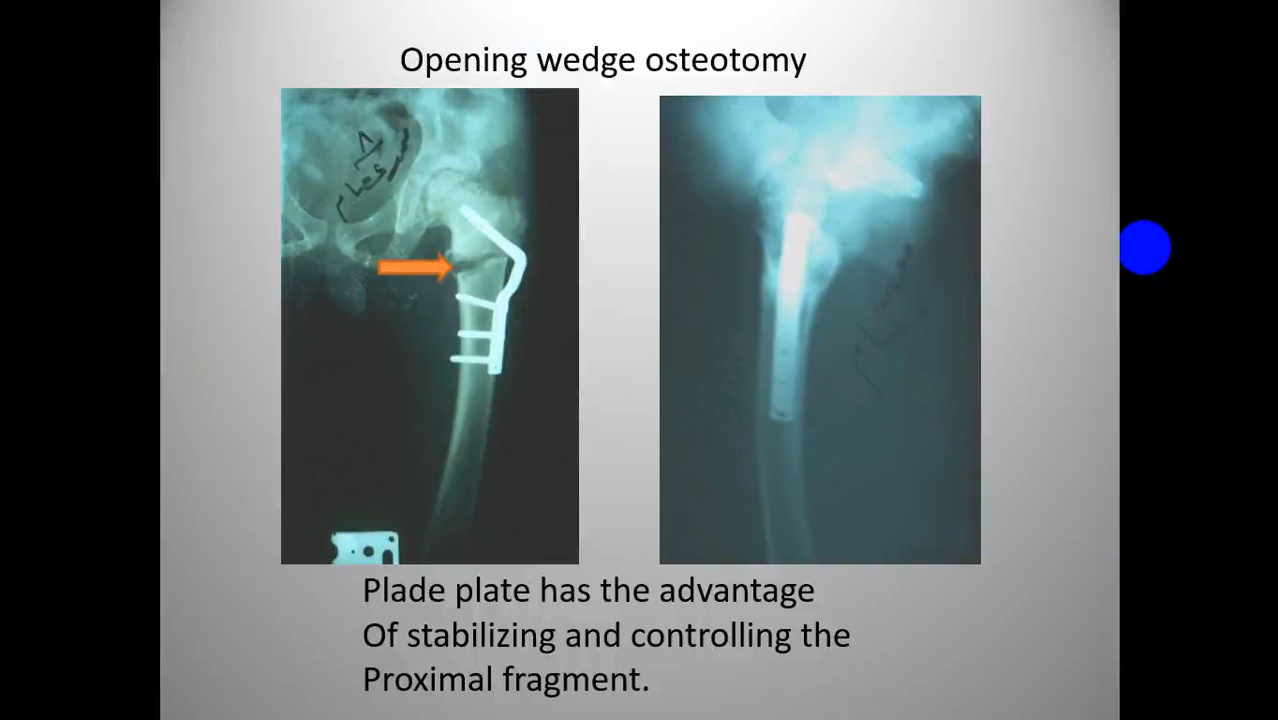 Opening wedge osteotomy
Plade plate has the advantage
Of stabilizing and controlling the
Proximal fragment.